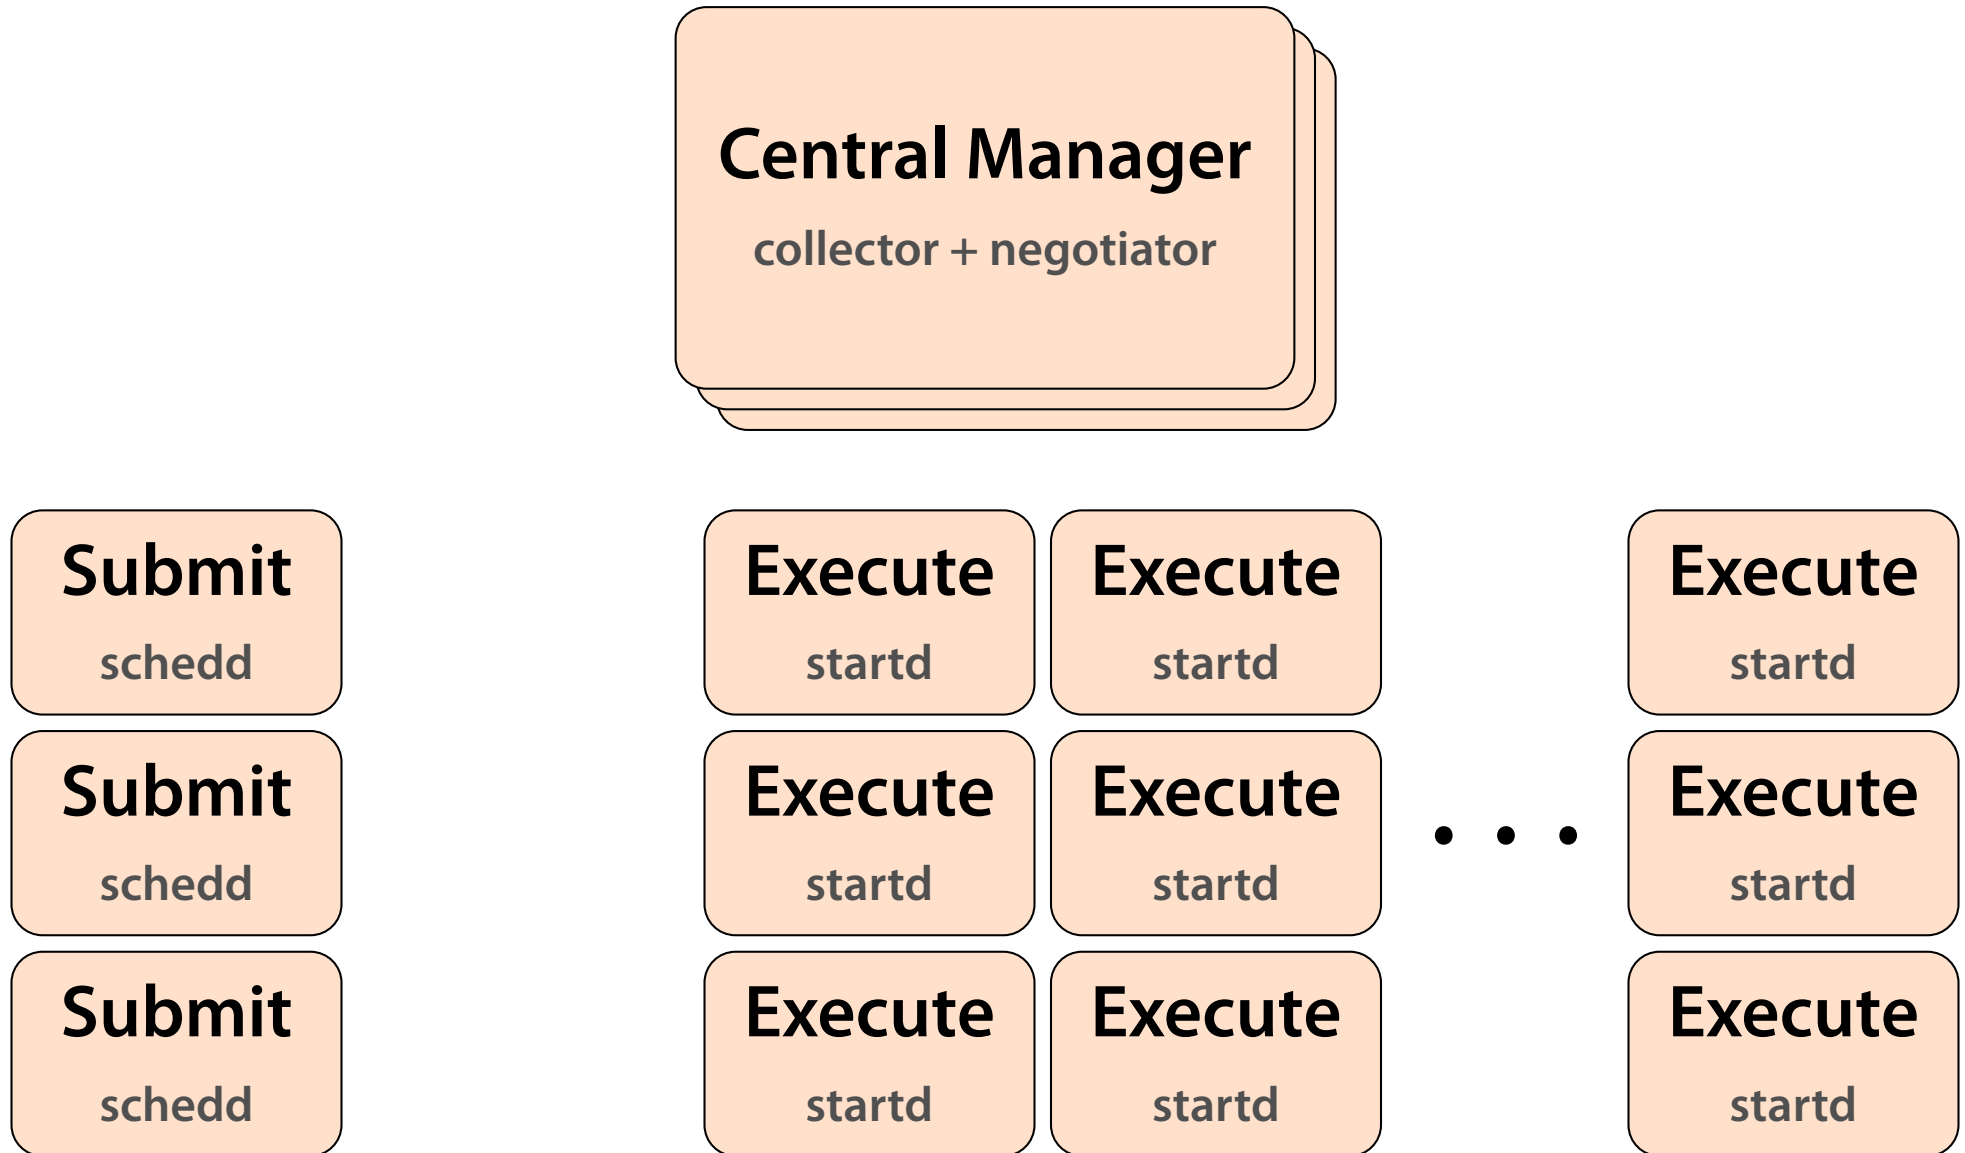 Central Manager
collector + negotiator
Submit
schedd
Execute
startd
Execute
startd
Execute
startd
Submit
schedd
Execute
startd
Execute
startd
. . .
Execute
startd
Submit
schedd
Execute
startd
Execute
startd
Execute
startd